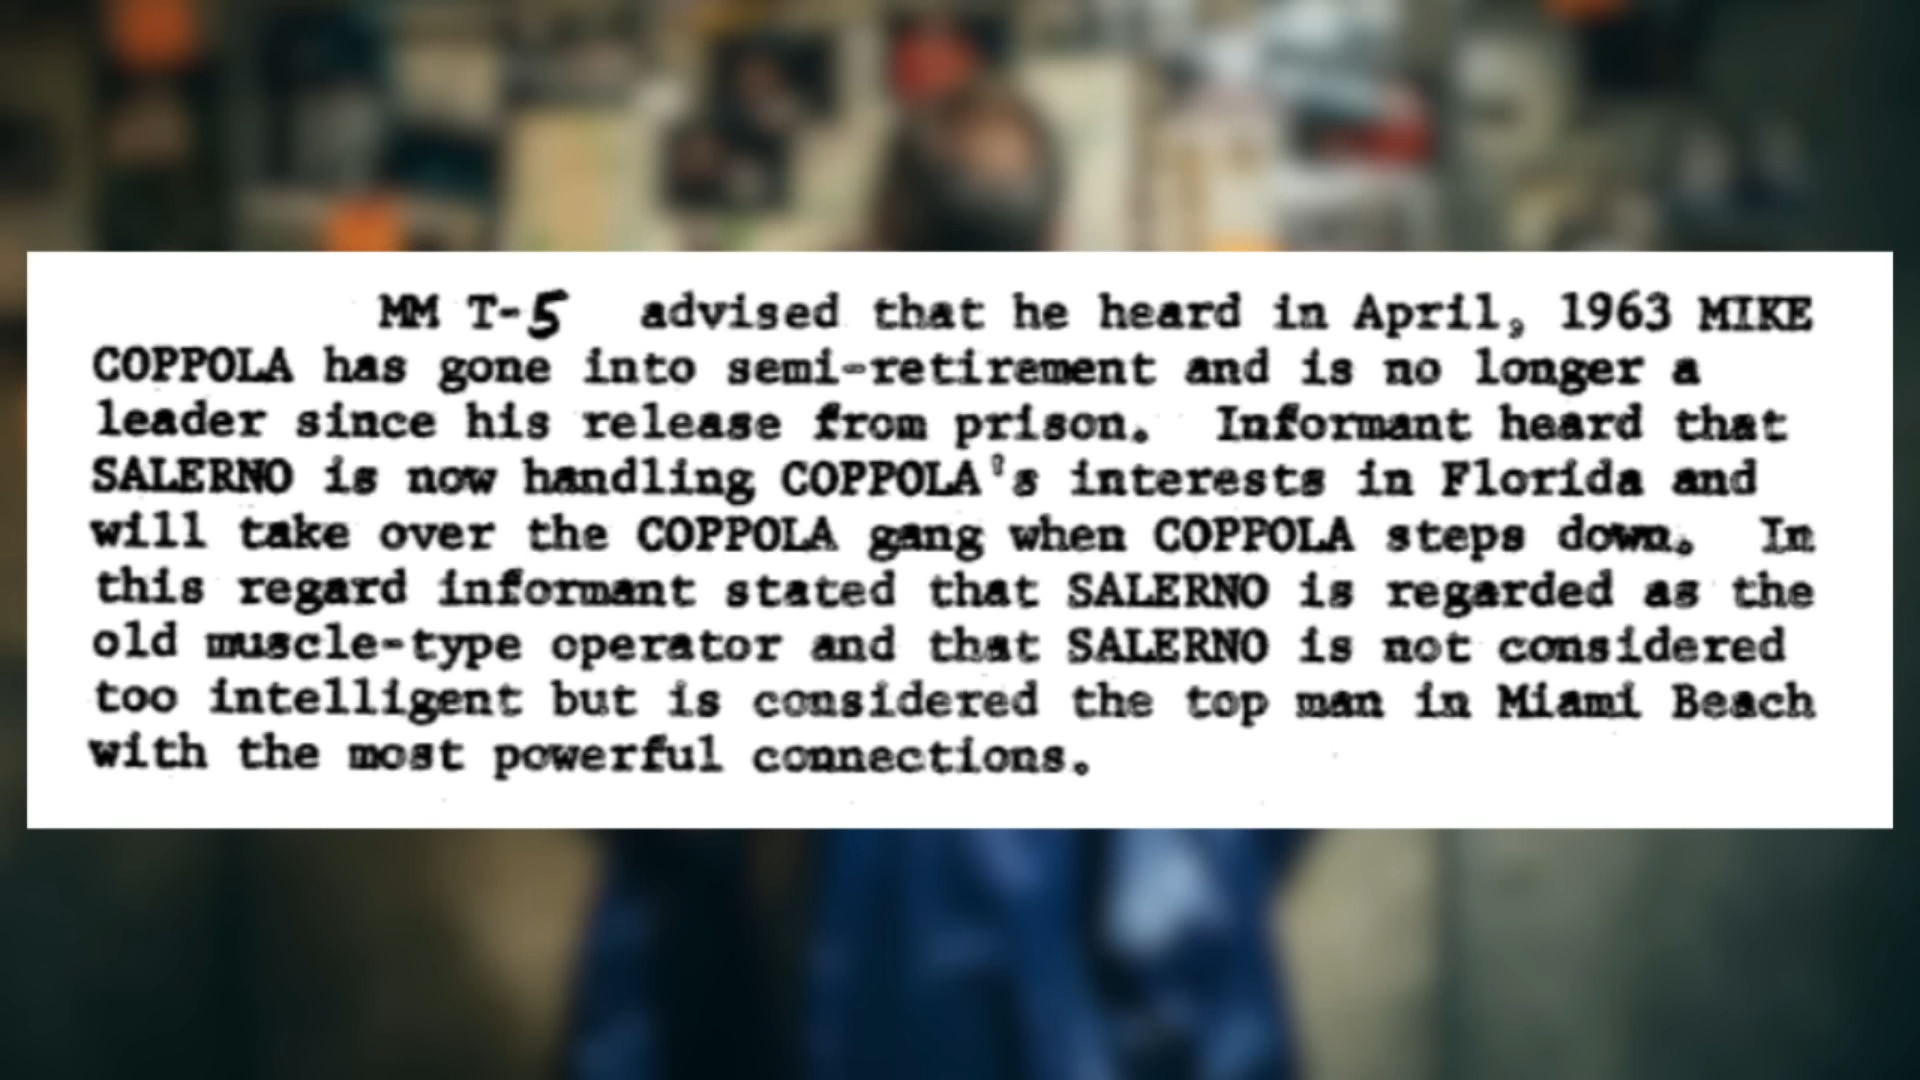 MM T-5 advised that he heard in April, 1963 MIKE
COPPOLA has gone into semi-retirement and is no longer a
leader since his release from prison. Informant heard that
SALERNO is now handling COPPOLA's interests in Florida and
will take over the COPPOLA gang when COPPOLA steps down. In
this regard informant stated that SALERNO is regarded as the
old muscle-type operator and that SALERNO is not considered
too intelligent but is considered the top man in Miami Beach
with the most powerful connections.